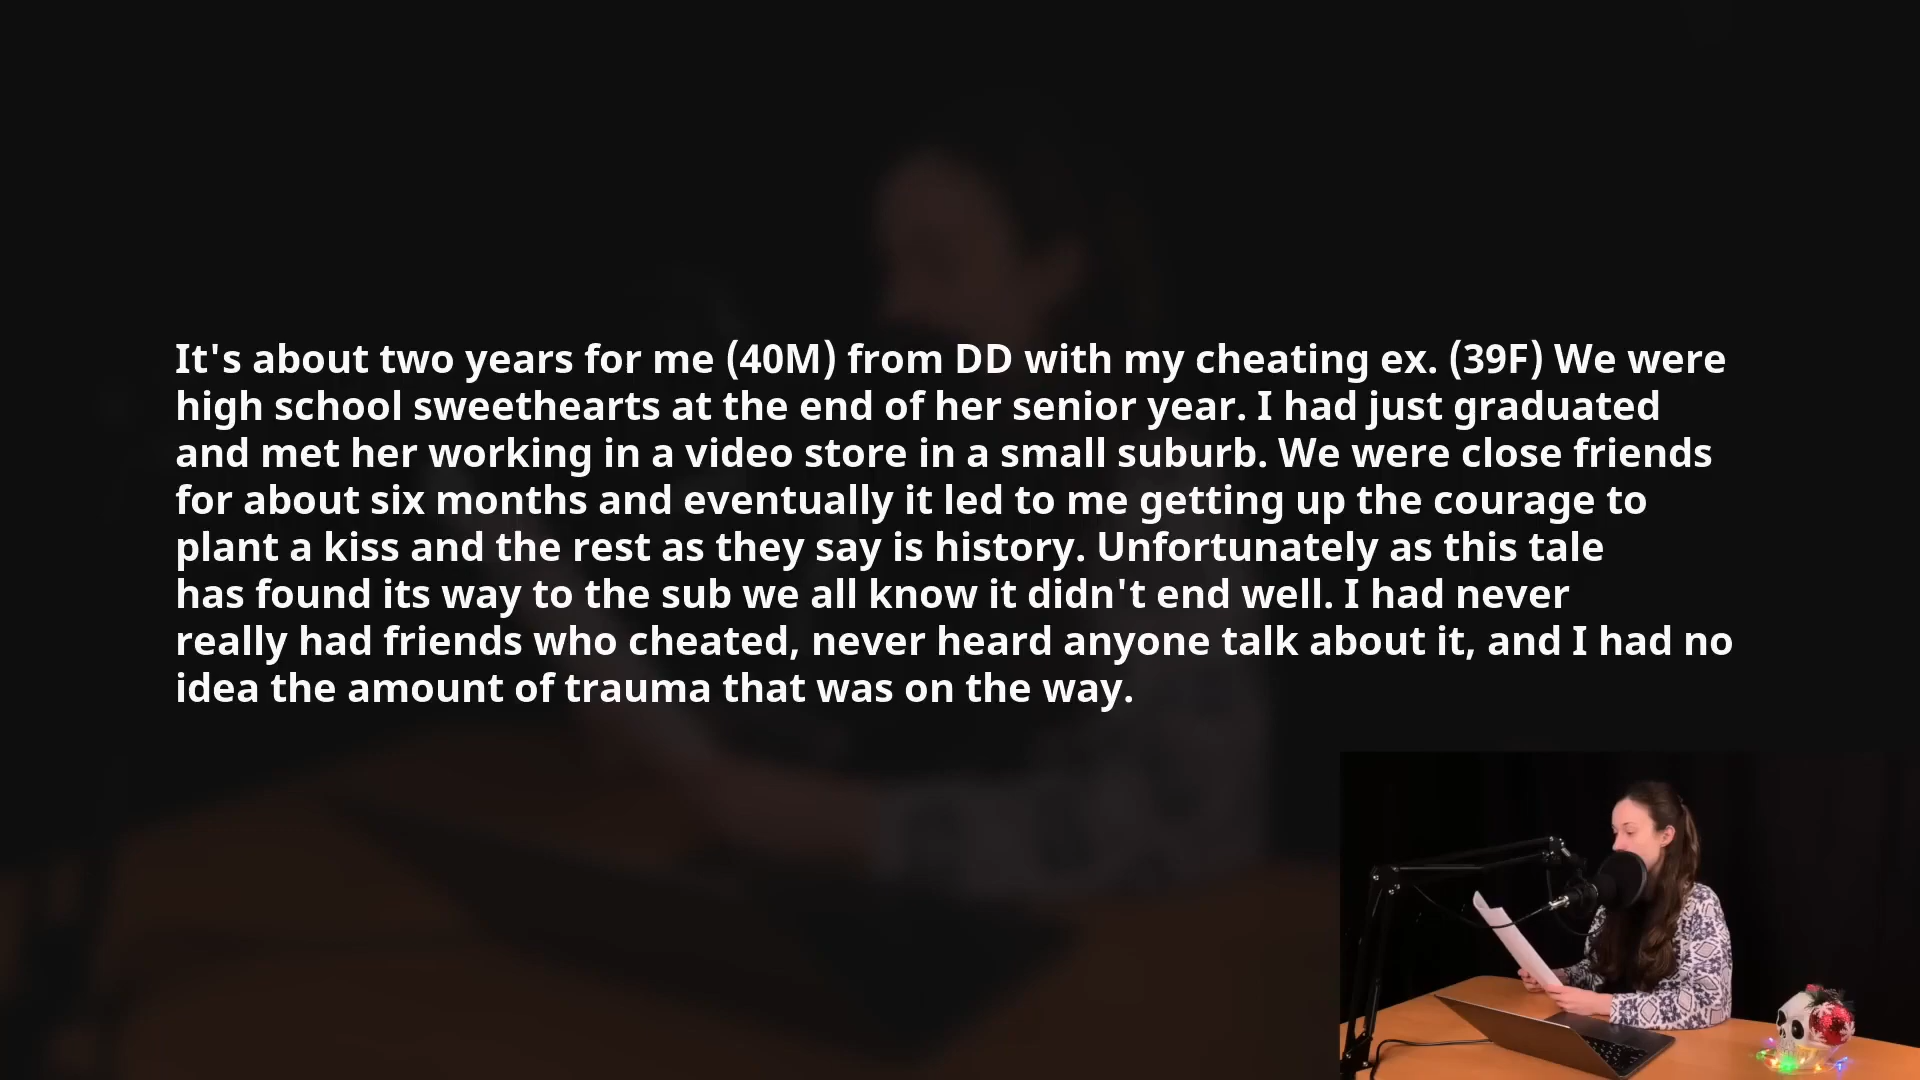 It's about two years for me (40M) from DD with my cheating ex. (39F) We were
high school sweethearts at the end of her senior year. I had just graduated
and met her working in a video store in a small suburb. We were close friends
for about six months and eventually it led to me getting up the courage to
plant a kiss and the rest as they say is history. Unfortunately as this tale
has found its way to the sub we all know it didn't end well. I had never
really had friends who cheated, never heard anyone talk about it, and I had no
idea the amount of trauma that was on the way.